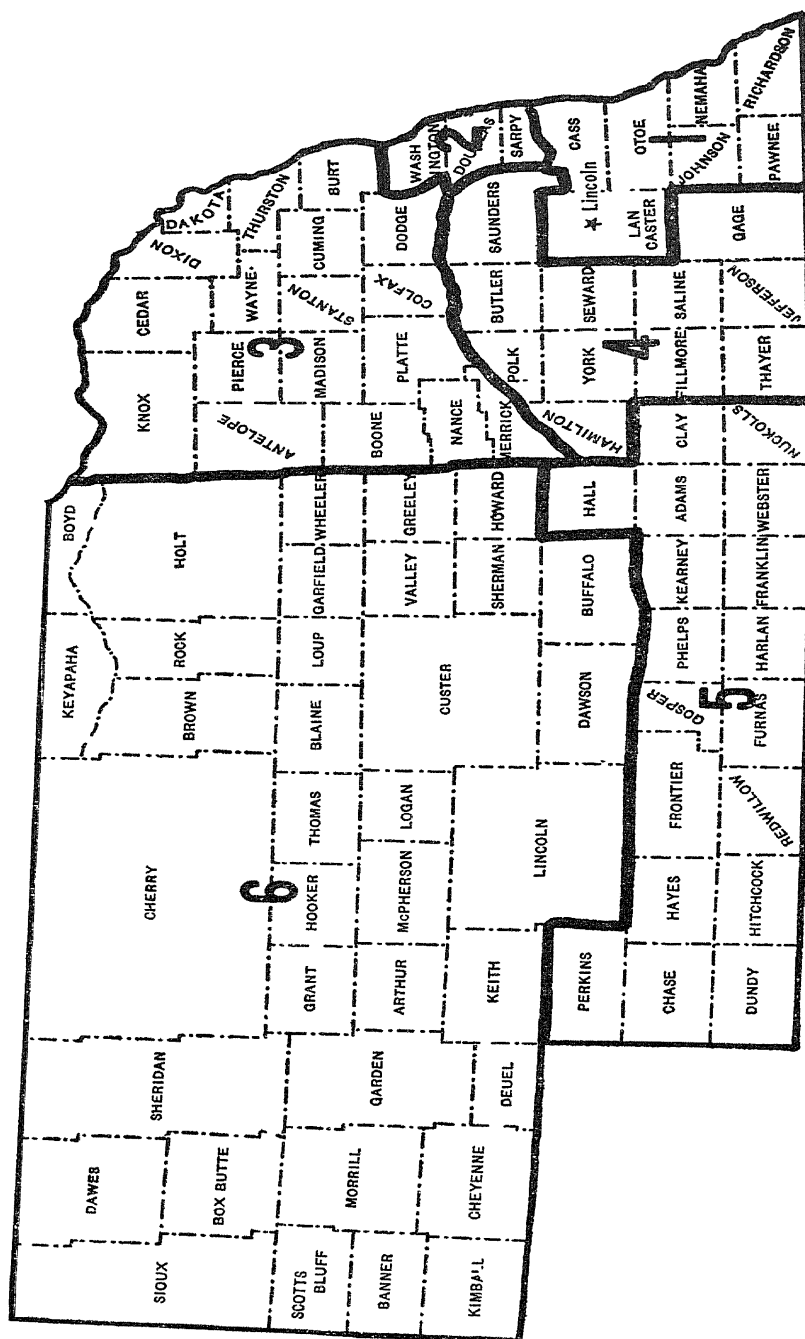 SIOUX
DAWES
BOX BUTTE
SHERIDAN
SCOTTS
BLUFF
BANNER
KIMBALL
MORRILL
CHEYENNE
GARDEN
DEUEL
CHERRY
6
GRANT
HOOKER
THOMAS
ARTHUR
McPHERSON
LOGAN
KEITH
LINCOLN
KEYAPAHA
BROWN
ROCK
BOYD
HOLT
BLAINE
LOUP
GARFIELD
WHEELER
CUSTER
VALLEY
GREELEY
SHERMAN
HOWARD
DAWSON
BUFFALO
HALL
PERKINS
CHASE
DUNDY
HAYES
HITCHCOCK
FRONTIER
REDWILLOW
GOSPER
5
FURNAS
PHELPS
HARLAN
KEARNEY
FRANKLIN
ADAMS
WEBSTER
CLAY
NUCKOLLS
KNOX
CEDAR
DIXON
DAKOTA
ANTELOPE
PIERCE
WAYNE
THURSTON
3
BOONE
MADISON
STANTON
CUMING
BURT
NANCE
PLATTE
COLFAX
DODGE
WASH
INGTON
2
DOUGLAS
SARPY
MERRICK
POLK
BUTLER
SAUNDERS
HAMILTON
YORK
SEWARD
4
FILLMORE
SALINE
THAYER
JEFFERSON
GAGE
Lincoln
LAN
CASTER
CASS
OTOE
1
JOHNSON
NEMAHA
PAWNEE
RICHARDSON